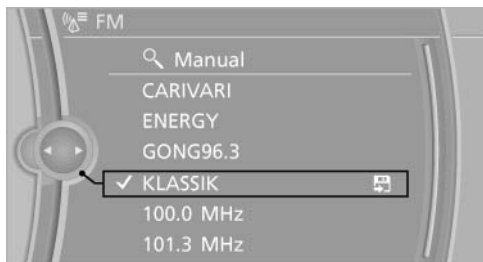 FM
Manual
CARIVARI
ENERGY
GONG96.3
KLASSIK
100.0 MHz
101.3 MHz